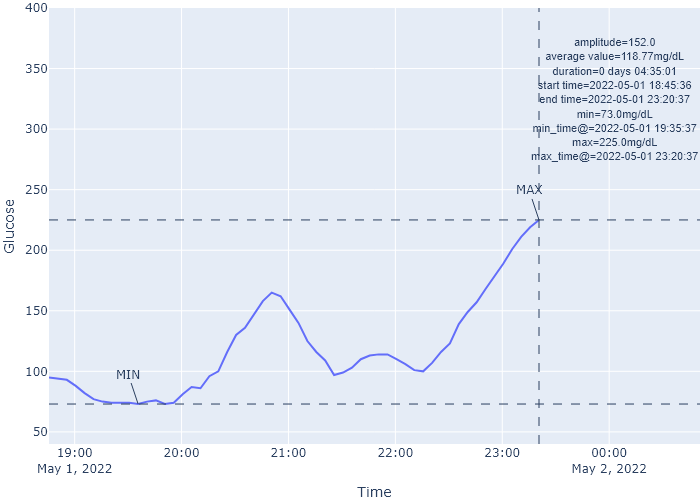 400
350
300
250
200
150
100
50
Glucose
amplitude=152.0
average value=118.77mg/dL
duration=0 days 04:35:01
start time=2022-05-01 18:45:36
end time=2022-05-01 23:20:37
min=73.0mg/dL
min_time@=2022-05-01 19:35:37
max=225.0mg/dL
max_time@=2022-05-01 23:20:37
MAX
MIN
19:00 20:00 21:00 22:00 23:00 00:00
May 1, 2022 May 2, 2022
Time